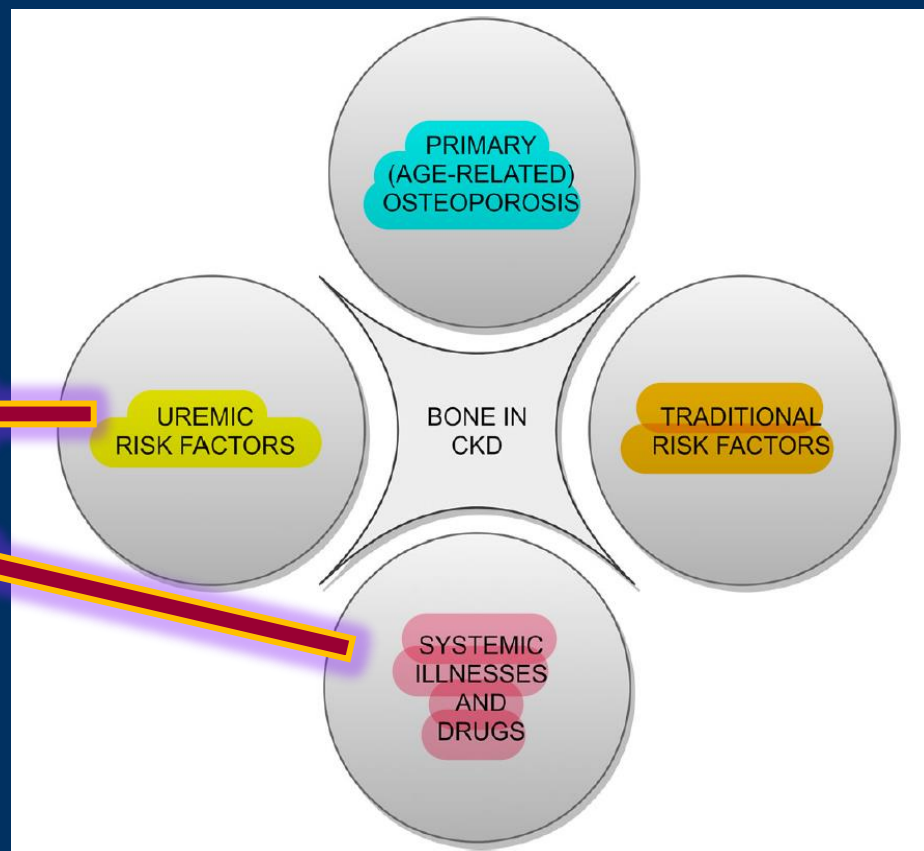 PRIMARY
(AGE-RELATED)
OSTEOPOROSIS
UREMIC
RISK FACTORS
BONE IN
CKD
TRADITIONAL
RISK FACTORS
SYSTEMIC
ILLNESSES
AND
DRUGS